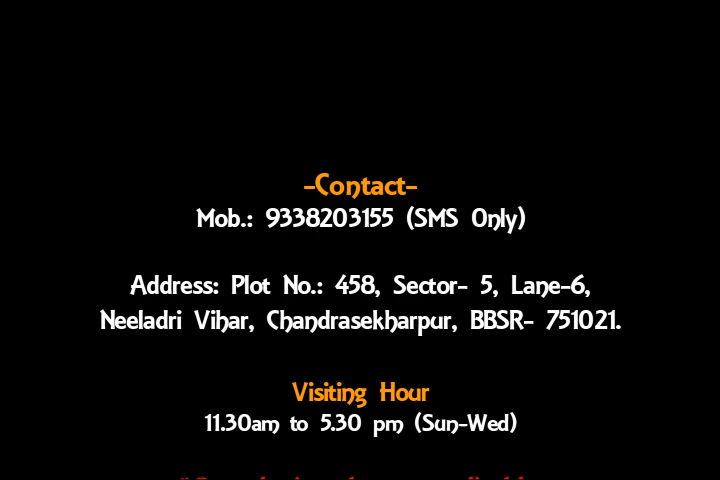 -Contact-
Mob.: 9338203155 (SMS Only)
Address: Plot No.: 458, Sector- 5, Lane-6,
Neeladri Vihar, Chandrasekharpur, BBSR- 751021.
Visiting Hour
11.30am to 5.30 pm (Sun-Wed)